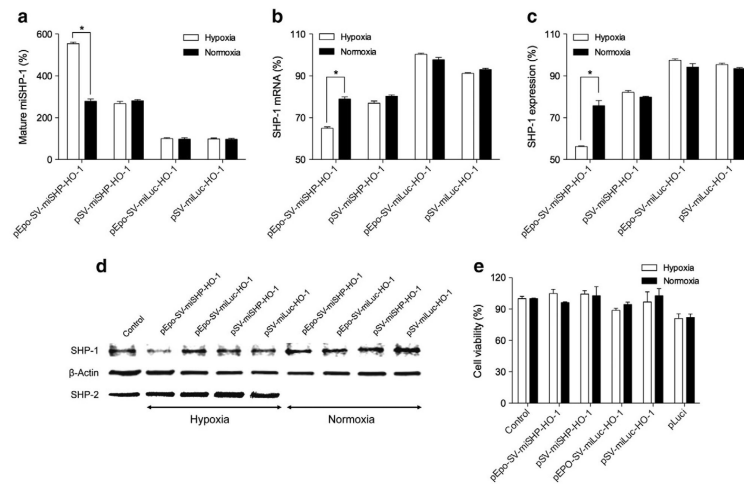 a
Mature miSHP-1 (%)
600
400
200
0
*
Hypoxia
Normoxia
pEpo-SV-miSHP-HO-1
pSV-miSHP-HO-1
pEpo-SV-miLuc-HO-1
pSV-miLuc-HO-1
b
SHP-1 mRNA (%)
110
90
70
50
*
Hypoxia
Normoxia
pEpo-SV-miSHP-HO-1
pSV-miSHP-HO-1
pEpo-SV-miLuc-HO-1
pSV-miLuc-HO-1
c
SHP-1 expression (%)
110
90
70
50
*
Hypoxia
Normoxia
pEpo-SV-miSHP-HO-1
pSV-miSHP-HO-1
pEpo-SV-miLuc-HO-1
pSV-miLuc-HO-1
d
Control
pEpo-SV-miSHP-HO-1
pEpo-SV-miLuc-HO-1
pSV-miSHP-HO-1
pSV-miLuc-HO-1
pEpo-SV-miSHP-HO-1
pEpo-SV-miLuc-HO-1
pSV-miSHP-HO-1
pSV-miLuc-HO-1
SHP-1
β-Actin
SHP-2
Hypoxia
Normoxia
e
Cell viability (%)
120
90
60
30
0
Hypoxia
Normoxia
Control
pEpo-SV-miSHP-HO-1
pSV-miSHP-HO-1
pEPO-SV-miLuc-HO-1
pSV-miLuc-HO-1
pLuci